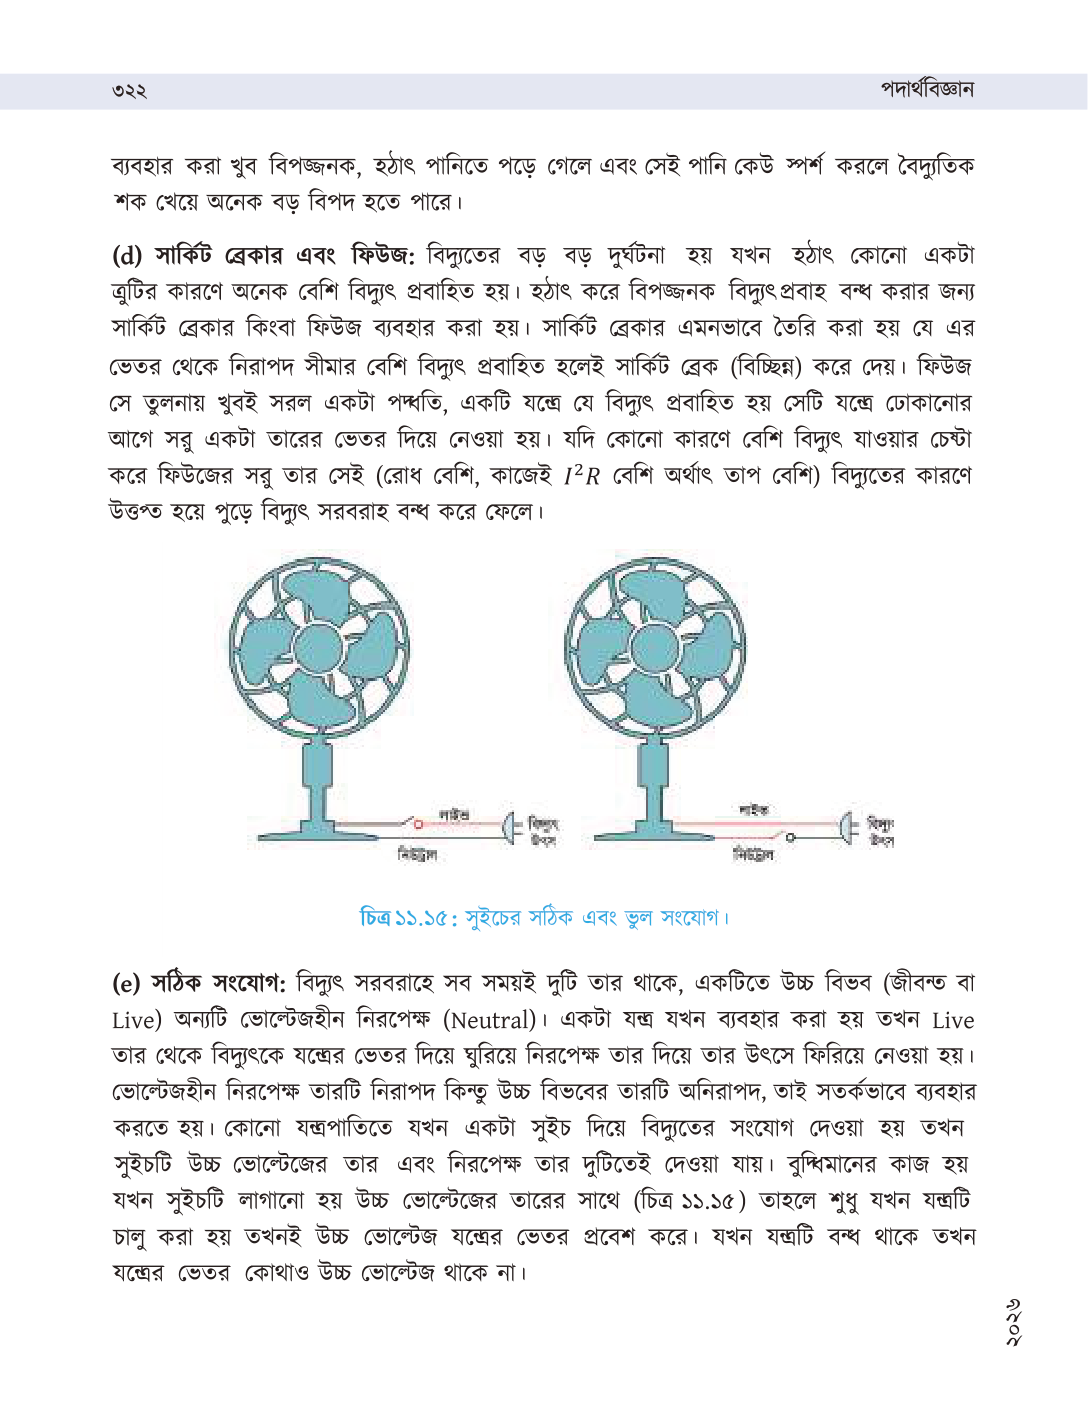 ৩২২
পদার্থবিজ্ঞান
ব্যবহার করা খুব বিপজ্জনক, হঠাৎ পানিতে পড়ে গেলে এবং সেই পানি কেউ স্পর্শ করলে বৈদ্যুতিক
শক খেয়ে অনেক বড় বিপদ হতে পারে।
(d) সার্কিট ব্রেকার এবং ফিউজ: বিদ্যুতের বড় বড় দুর্ঘটনা হয় যখন হঠাৎ কোনো একটা
ত্রুটির কারণে অনেক বেশি বিদ্যুৎ প্রবাহিত হয়। হঠাৎ করে বিপজ্জনক বিদ্যুৎপ্রবাহ বন্ধ করার জন্য
সার্কিট ব্রেকার কিংবা ফিউজ ব্যবহার করা হয়। সার্কিট ব্রেকার এমনভাবে তৈরি করা হয় যে এর
ভেতর থেকে নিরাপদ সীমার বেশি বিদ্যুৎ প্রবাহিত হলেই সার্কিট ব্রেক (বিচ্ছিন্ন) করে দেয়। ফিউজ
সে তুলনায় খুবই সরল একটা পদ্ধতি, একটি যন্ত্রে যে বিদ্যুৎ প্রবাহিত হয় সেটি যন্ত্রে ঢোকানোর
আগে সরু একটা তারের ভেতর দিয়ে নেওয়া হয়। যদি কোনো কারণে বেশি বিদ্যুৎ যাওয়ার চেষ্টা
করে ফিউজের সরু তার সেই (রোধ বেশি, কাজেই I²R বেশি অর্থাৎ তাপ বেশি) বিদ্যুতের কারণে
উত্তপ্ত হয়ে পুড়ে বিদ্যুৎ সরবরাহ বন্ধ করে ফেলে।
লাইভ
বিদ্যুৎ
উৎস
নিউট্রাল
লাইভ
বিদ্যুৎ
উৎস
নিউট্রাল
চিত্র ১১.১৫: সুইচের সঠিক এবং ভুল সংযোগ।
(e) সঠিক সংযোগ: বিদ্যুৎ সরবরাহে সব সময়ই দুটি তার থাকে, একটিতে উচ্চ বিভব (জীবন্ত বা
Live) অন্যটি ভোল্টেজহীন নিরপেক্ষ (Neutral)। একটা যন্ত্র যখন ব্যবহার করা হয় তখন Live
তার থেকে বিদ্যুৎকে যন্ত্রের ভেতর দিয়ে ঘুরিয়ে নিরপেক্ষ তার দিয়ে তার উৎসে ফিরিয়ে নেওয়া হয়।
ভোল্টেজহীন নিরপেক্ষ তারটি নিরাপদ কিন্তু উচ্চ বিভবের তারটি অনিরাপদ, তাই সতর্কভাবে ব্যবহার
করতে হয়। কোনো যন্ত্রপাতিতে যখন একটা সুইচ দিয়ে বিদ্যুতের সংযোগ দেওয়া হয় তখন
সুইচটি উচ্চ ভোল্টেজের তার এবং নিরপেক্ষ তার দুটিতেই দেওয়া যায়। বুদ্ধিমানের কাজ হয়
যখন সুইচটি লাগানো হয় উচ্চ ভোল্টেজের তারের সাথে (চিত্র ১১.১৫) তাহলে শুধু যখন যন্ত্রটি
চালু করা হয় তখনই উচ্চ ভোল্টেজ যন্ত্রের ভেতর প্রবেশ করে। যখন যন্ত্রটি বন্ধ থাকে তখন
যন্ত্রের ভেতর কোথাও উচ্চ ভোল্টেজ থাকে না।
২০২৬